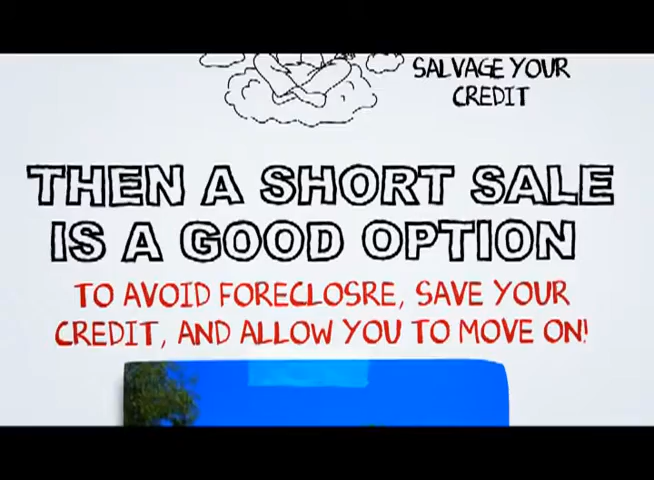 SALVAGE YOUR
CREDIT
THEN A SHORT SALE
IS A GOOD OPTION
TO AVOID FORECLOSRE, SAVE YOUR
CREDIT, AND ALLOW YOU TO MOVE ON!